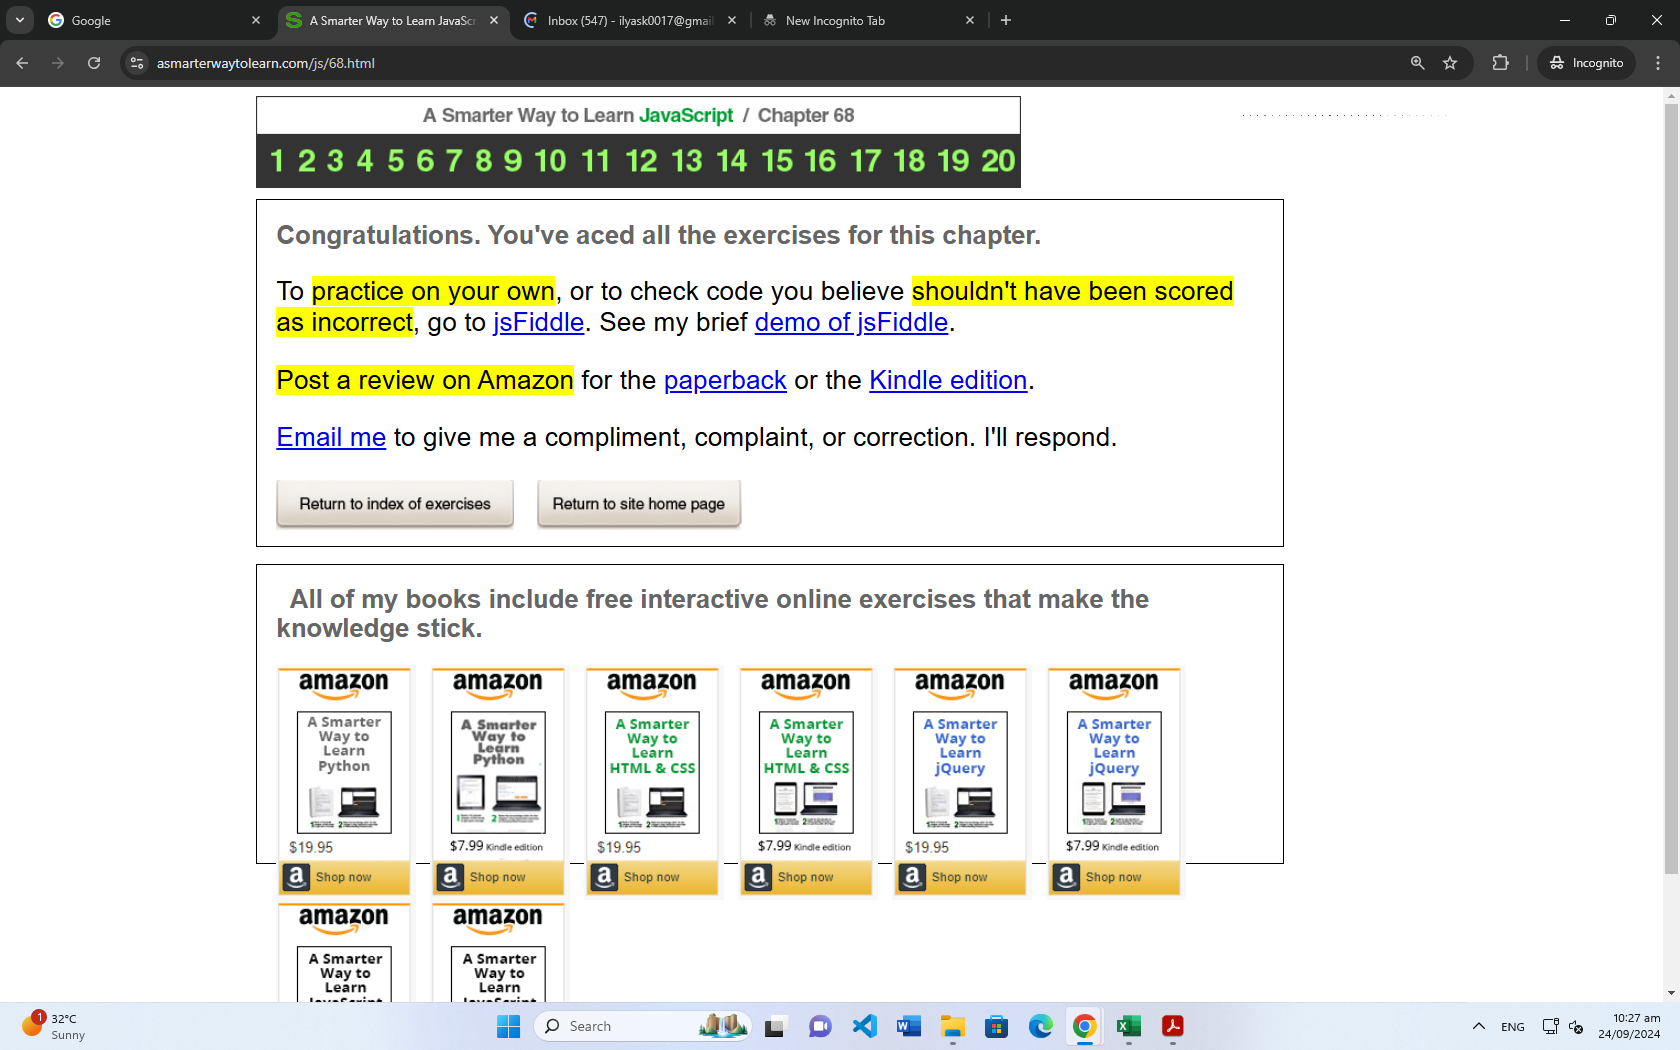 Google
A Smarter Way to Learn JavaScr
Inbox (547) - ilyask0017@gmail
New Incognito Tab
asmarterwaytolearn.com/js/68.html
Incognito
A Smarter Way to Learn JavaScript / Chapter 68
1 2 3 4 5 6 7 8 9 10 11 12 13 14 15 16 17 18 19 20
Congratulations. You've aced all the exercises for this chapter.
To practice on your own, or to check code you believe shouldn't have been scored
as incorrect, go to jsFiddle. See my brief demo of jsFiddle.
Post a review on Amazon for the paperback or the Kindle edition.
Email me to give me a compliment, complaint, or correction. I'll respond.
Return to index of exercises
Return to site home page
All of my books include free interactive online exercises that make the
knowledge stick.
amazon
A Smarter
Way to
Learn
Python
$19.95
a Shop now
amazon
A Smarter
Way to
Learn
Python
$7.99 Kindle edition
a Shop now
amazon
A Smarter
Way to
Learn
HTML & CSS
$19.95
a Shop now
amazon
A Smarter
Way to
Learn
HTML & CSS
$7.99 Kindle edition
a Shop now
amazon
A Smarter
Way to
Learn
jQuery
$19.95
a Shop now
amazon
A Smarter
Way to
Learn
jQuery
$7.99 Kindle edition
a Shop now
amazon
A Smarter
Way to
Learn
JavaScript
amazon
A Smarter
Way to
Learn
JavaScript
1
32°C
Sunny
Search
ENG
10:27 am
24/09/2024